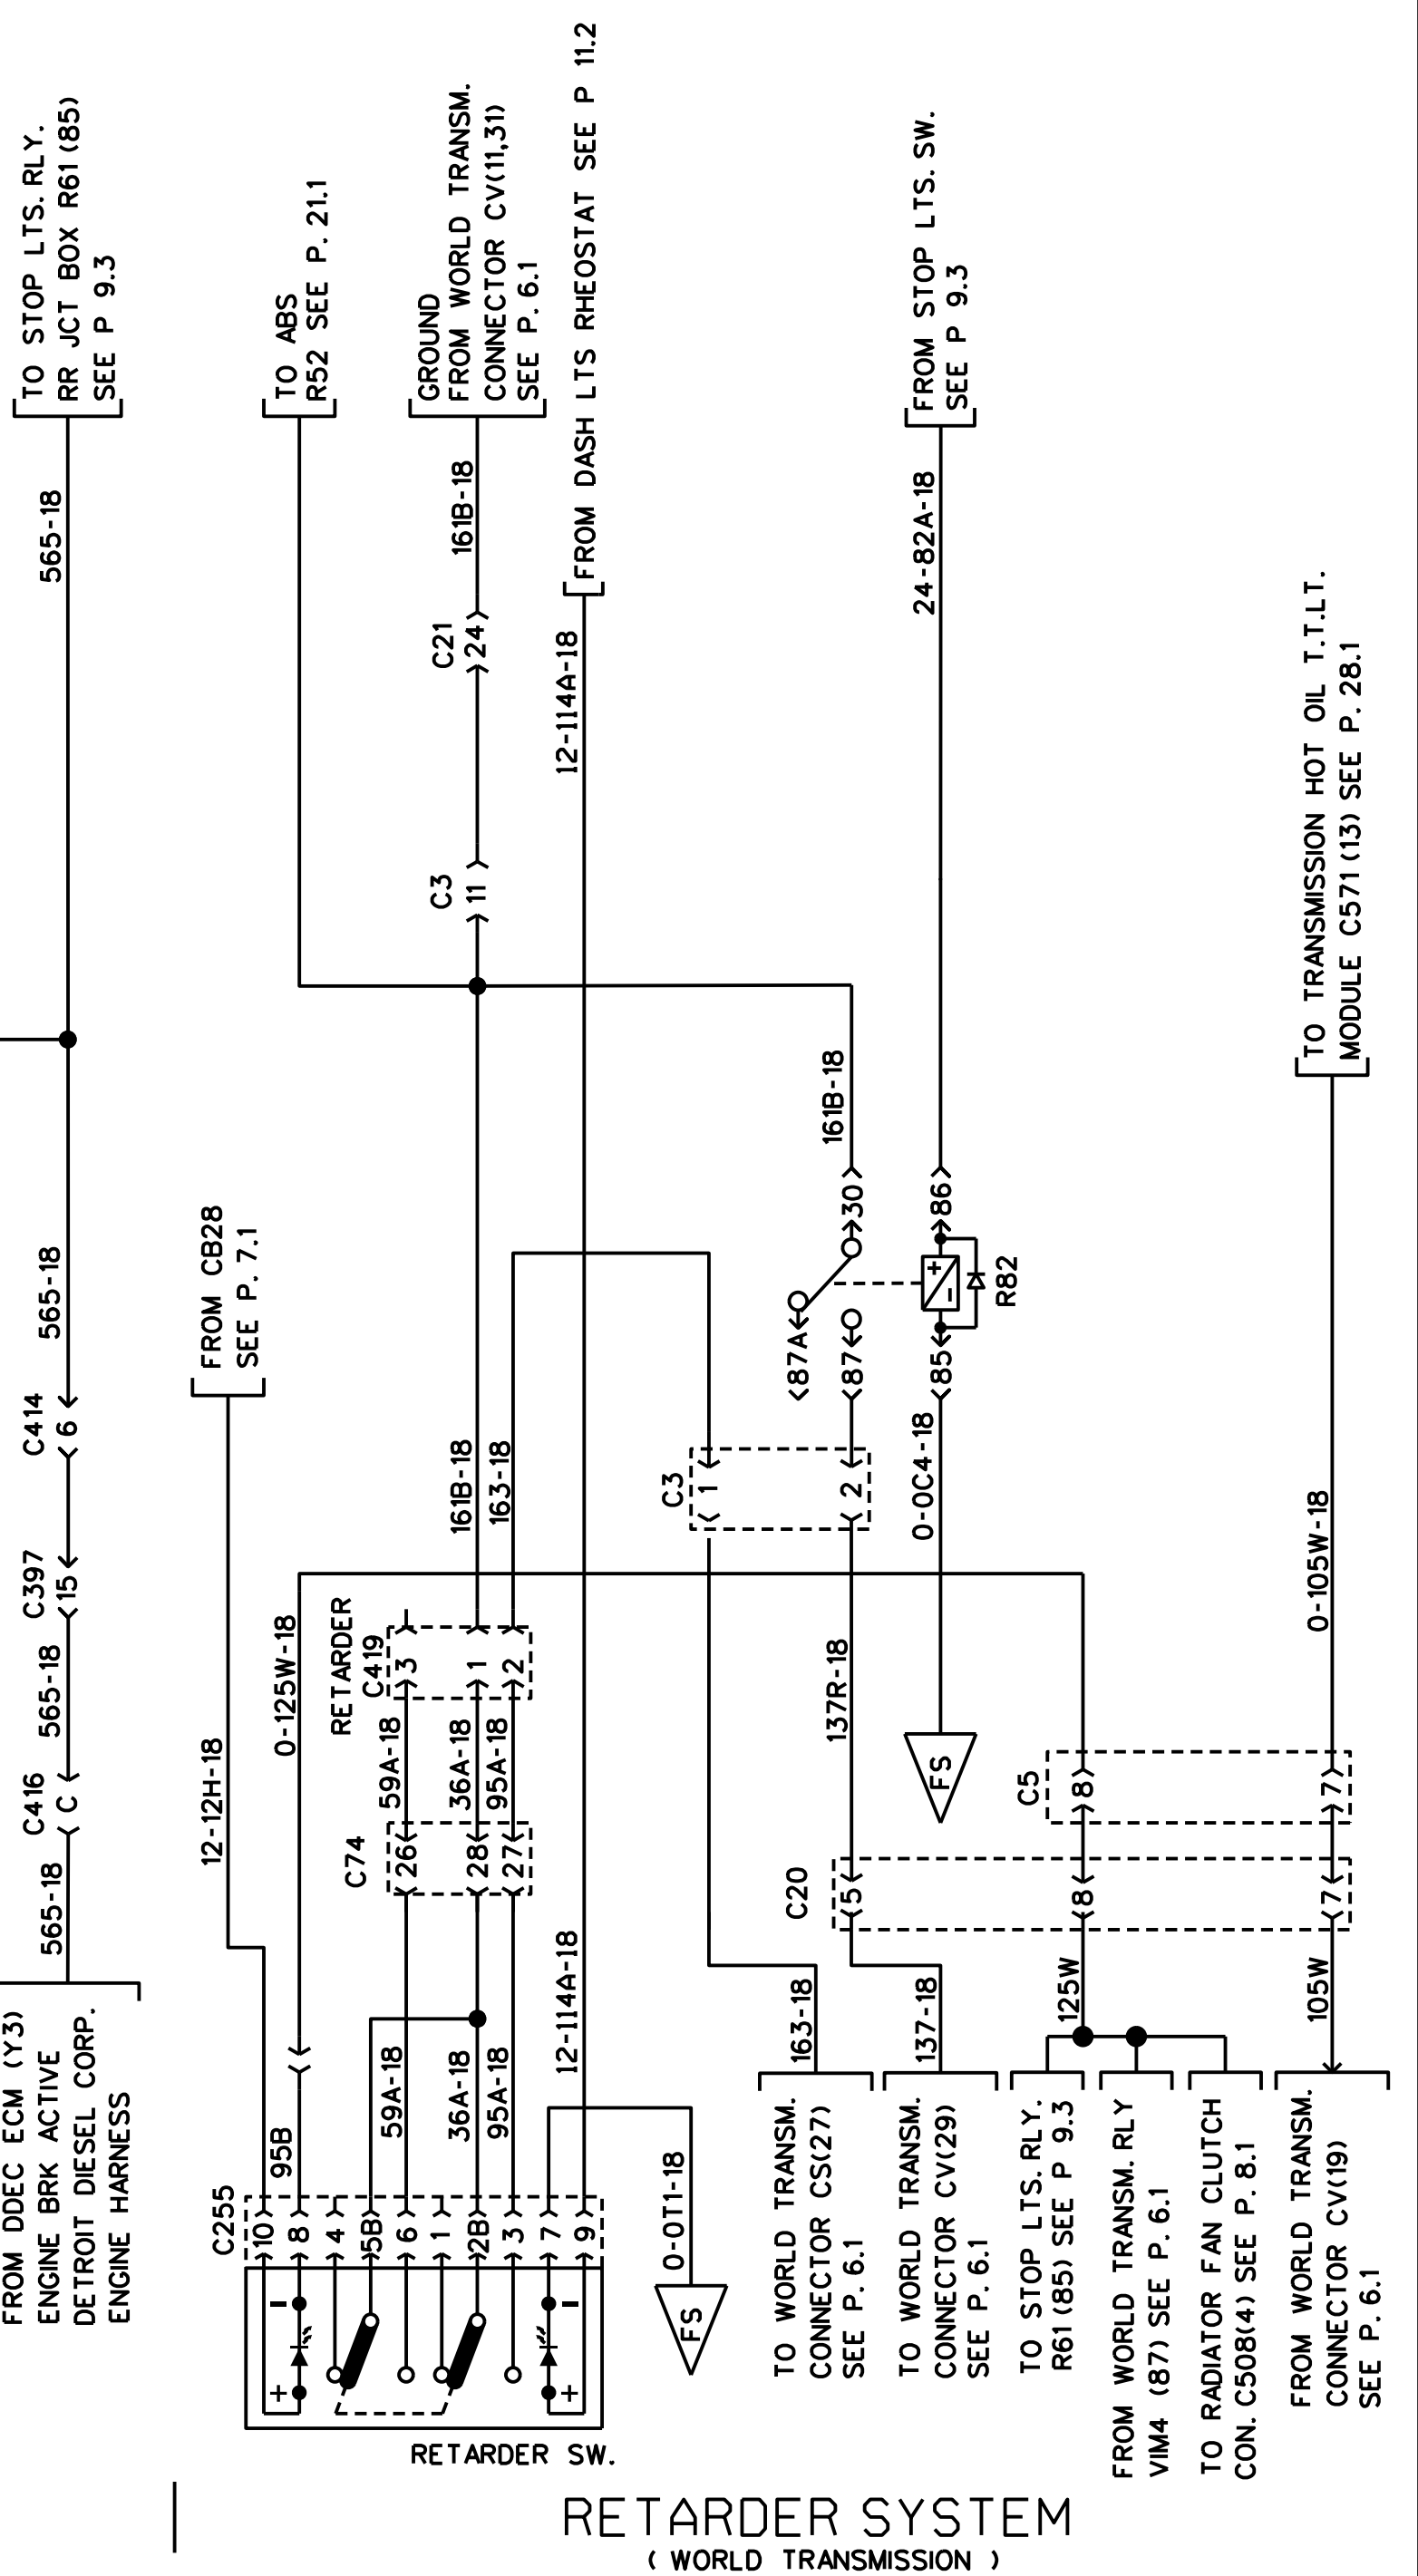 TO STOP LTS. RLY.
RR JCT BOX R61 (85)
SEE P 9.3
565-18
565-18
C414
6
C397
15
565-18
C416
C
565-18
FROM DDEC ECM (Y3)
ENGINE BRK ACTIVE
DETROIT DIESEL CORP.
ENGINE HARNESS
TO ABS
R52 SEE P. 21.1
GROUND
FROM WORLD TRANSM.
CONNECTOR CV(11,31)
SEE P. 6.1
161B-18
C21
24
C3
11
FROM DASH LTS RHEOSTAT SEE P 11.2
12-114A-18
FROM STOP LTS. SW.
SEE P 9.3
24-82A-18
TO TRANSMISSION HOT OIL T.T.LT.
MODULE C571 (13) SEE P. 28.1
FROM CB28
SEE P. 7.1
12-12H-18
161B-18
30
87A
87
86
85
R82
+
-
161B-18
163-18
C3
1
2
0-0C4-18
0-105W-18
0-125W-18
RETARDER
C419
3
1
2
59A-18
36A-18
95A-18
C74
26
28
27
137R-18
FS
C5
8
7
C20
5
8
7
95B
59A-18
36A-18
95A-18
12-114A-18
163-18
137-18
125W
105W
C255
10
8
4
5B
6
1
2B
3
7
9
+
-
-
+
RETARDER SW.
0-0T1-18
FS
TO WORLD TRANSM.
CONNECTOR CS(27)
SEE P. 6.1
TO WORLD TRANSM.
CONNECTOR CV(29)
SEE P. 6.1
TO STOP LTS. RLY.
R61 (85) SEE P 9.3
FROM WORLD TRANSM. RLY
VIM4 (87) SEE P. 6.1
TO RADIATOR FAN CLUTCH
CON. C508(4) SEE P. 8.1
FROM WORLD TRANSM.
CONNECTOR CV(19)
SEE P. 6.1
RETARDER SYSTEM
( WORLD TRANSMISSION )